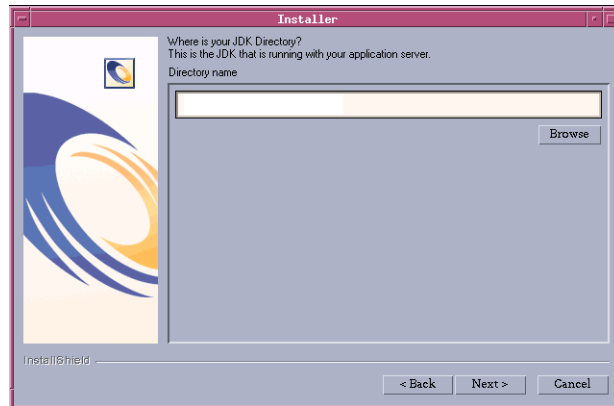 Installer
Where is your JDK Directory?
This is the JDK that is running with your application server.
Directory name
Browse
InstallShield
< Back
Next >
Cancel